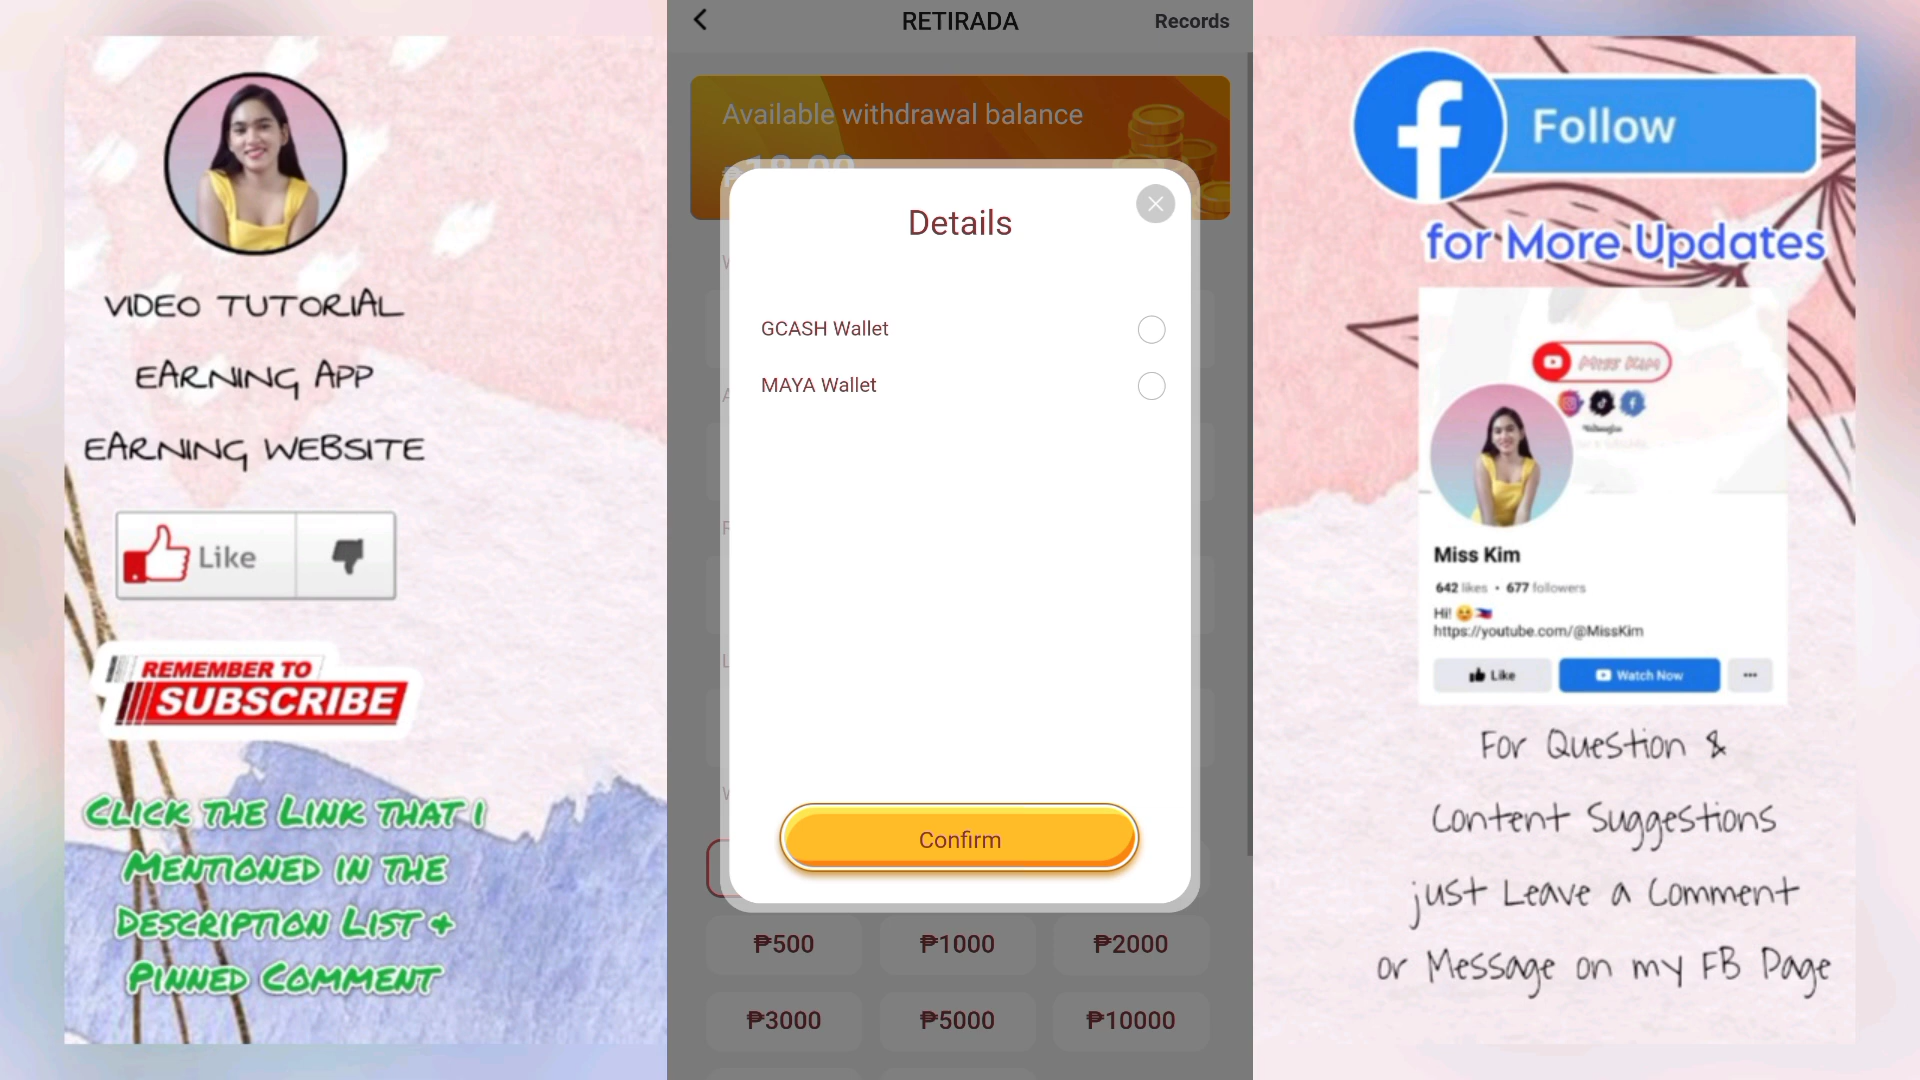 VIDEO TUTORIAL
EARNING APP
EARNING WEBSITE
Like
REMEMBER TO
SUBSCRIBE
CLICK THE LINK THAT I
MENTIONED IN THE
DESCRIPTION LIST &
PINNED COMMENT
RETIRADA
Records
Available withdrawal balance
Details
GCASH Wallet
MAYA Wallet
Confirm
₱500
₱1000
₱2000
₱3000
₱5000
₱10000
Follow
for More Updates
Miss Kim
Miss Kim
642 likes • 677 followers
Hi!
https://youtube.com/@MissKim
Like
Watch Now
For Question &
Content Suggestions
just Leave a Comment
or Message on my FB Page